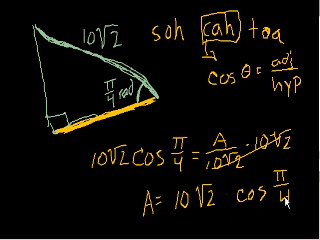 10√2
soh cah toa
π/4 rad
cos θ = adj/hyp
10√2 cos π/4 = A/10√2 · 10√2
A = 10√2 · cos π/4